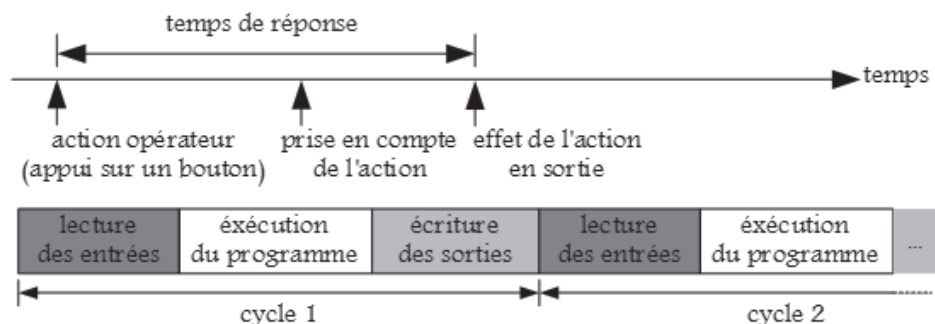 temps de réponse
temps
action opérateur
(appui sur un bouton)
prise en compte
de l'action
effet de l'action
en sortie
lecture
des entrées
éxécution
du programme
écriture
des sorties
lecture
des entrées
éxécution
du programme
...
cycle 1
cycle 2